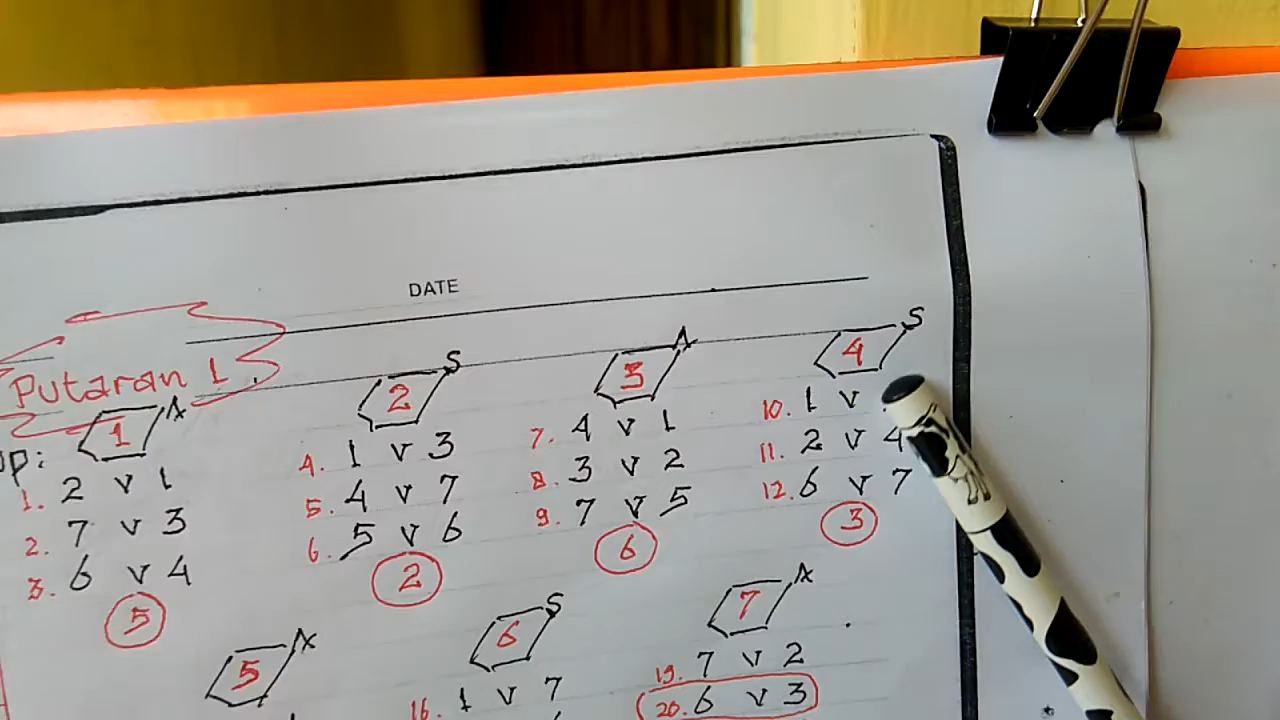 DATE
Putaran 1
1 A
1. 2 v 1
2. 7 v 3
3. 6 v 4
5
2 S
4. 1 v 3
5. 4 v 7
6. 5 v 6
2
3 A
7. 4 v 1
8. 3 v 2
9. 7 v 5
6
4 S
10. 1 v
11. 2 v 4
12. 6 v 7
3
5 A
6 S
16. 1 v 7
7 A
19. 7 v 2
20. 6 v 3